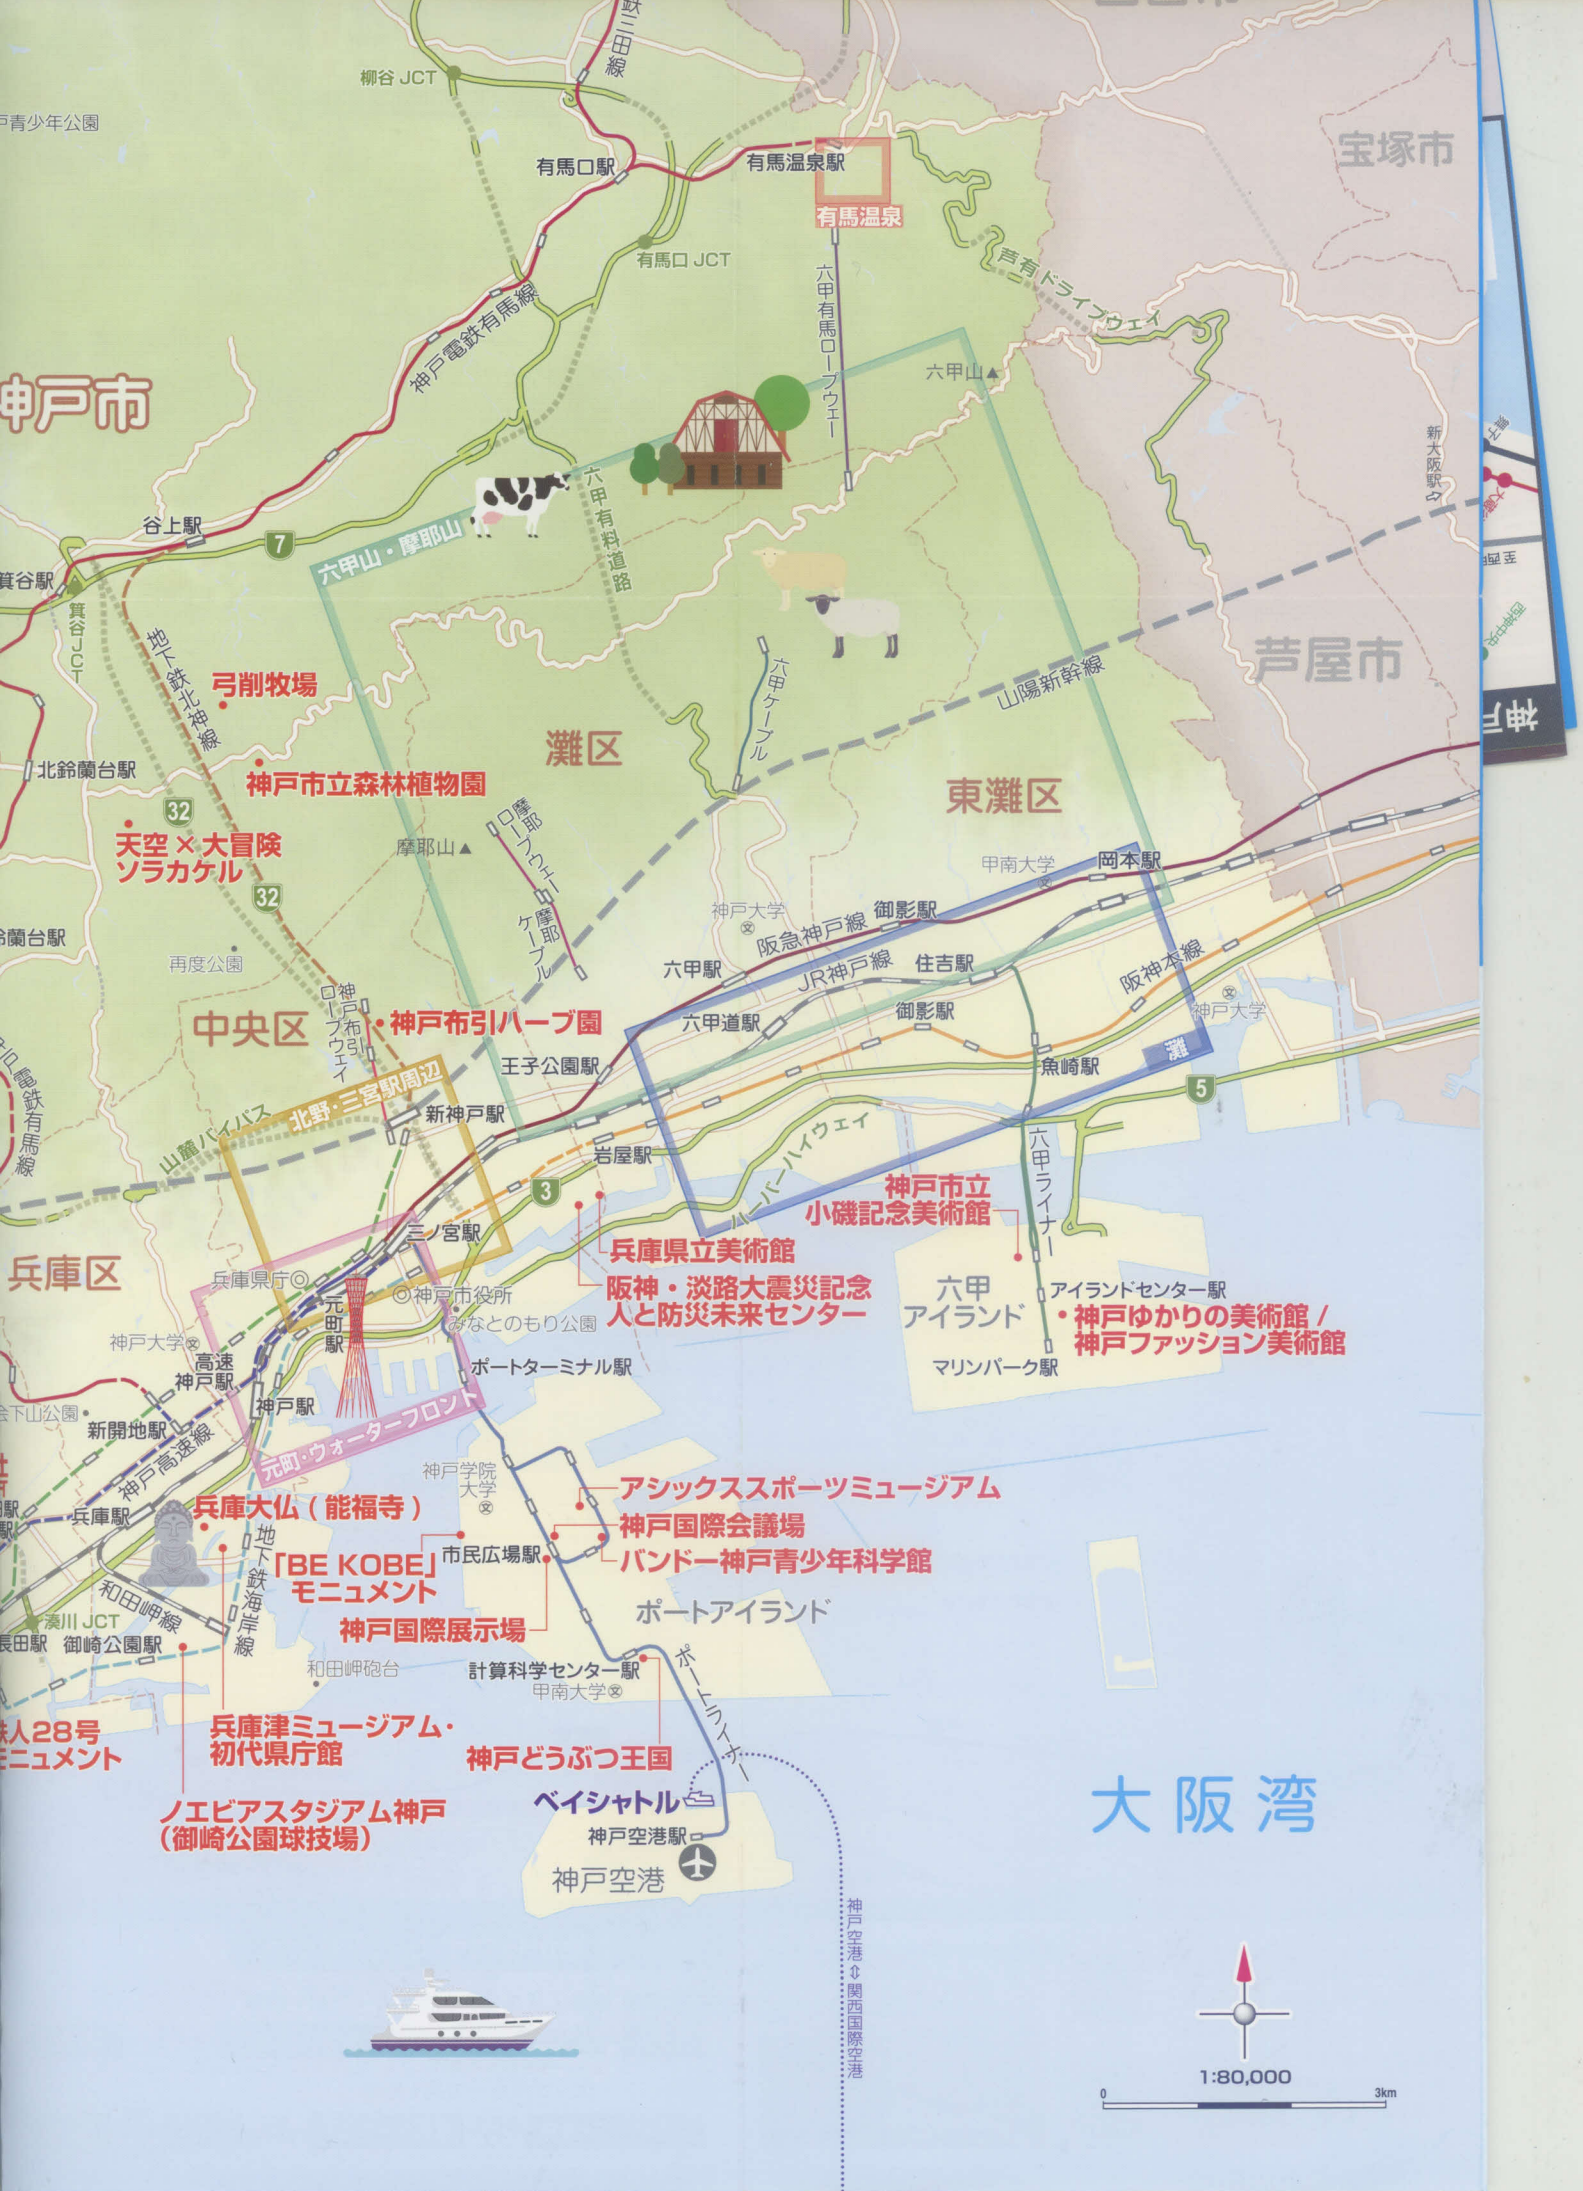 鉄三田線
柳谷 JCT
戸青少年公園
有馬口駅
有馬温泉駅
有馬温泉
宝塚市
有馬口 JCT
芦有ドライブウェイ
六甲有馬ロープウェー
神戸電鉄有馬線
神戸市
六甲山▲
新大阪駅
谷上駅
7
六甲山・摩耶山
六甲有料道路
箕谷駅
箕谷JCT
地下鉄北神線
弓削牧場
六甲ケーブル
山陽新幹線
芦屋市
西神中央
神戸
灘区
東灘区
北鈴蘭台駅
神戸市立森林植物園
32
天空×大冒険
ソラカケル
摩耶山▲
摩耶
ロープウェー
摩耶
ケーブル
32
甲南大学
岡本駅
鈴蘭台駅
再度公園
神戸大学
阪急神戸線
御影駅
六甲駅
JR神戸線
住吉駅
阪神本線
神戸大学
中央区
神戸布引
ロープウェイ
神戸布引ハーブ園
六甲道駅
御影駅
王子公園駅
魚崎駅
灘
5
神戸電鉄有馬線
北野・三宮駅周辺
新神戸駅
山麓バイパス
岩屋駅
ハーバーハイウェイ
六甲ライナー
3
神戸市立
小磯記念美術館
三ノ宮駅
兵庫県立美術館
兵庫区
兵庫県庁
阪神・淡路大震災記念
人と防災未来センター
神戸市役所
みなとのもり公園
元町駅
六甲
アイランド
アイランドセンター駅
神戸ゆかりの美術館 /
神戸ファッション美術館
マリンパーク駅
神戸大学
高速
神戸駅
ポートターミナル駅
神戸駅
会下山公園
新開地駅
神戸高速線
元町・ウォーターフロント
神戸学院
大学
アシックススポーツミュージアム
兵庫駅
兵庫大仏 ( 能福寺 )
神戸国際会議場
「BE KOBE」
モニュメント
市民広場駅
バンドー神戸青少年科学館
地下鉄海岸線
和田岬線
神戸国際展示場
ポートアイランド
湊川 JCT
長田駅
御崎公園駅
和田岬砲台
計算科学センター駅
甲南大学
ポートライナー
鉄人28号
モニュメント
兵庫津ミュージアム・
初代県庁館
神戸どうぶつ王国
ノエビアスタジアム神戸
(御崎公園球技場)
ベイシャトル
神戸空港駅
神戸空港
大阪湾
神戸空港⇔関西国際空港
1:80,000
0 3km